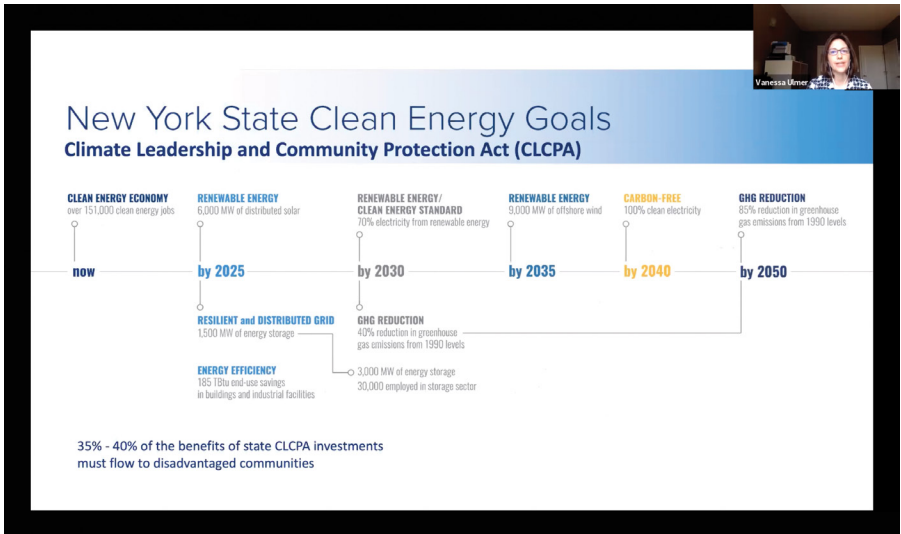 Vanessa Ulmer
New York State Clean Energy Goals
Climate Leadership and Community Protection Act (CLCPA)
CLEAN ENERGY ECONOMY
over 151,000 clean energy jobs
RENEWABLE ENERGY
6,000 MW of distributed solar
RENEWABLE ENERGY/
CLEAN ENERGY STANDARD
70% electricity from renewable energy
RENEWABLE ENERGY
9,000 MW of offshore wind
CARBON-FREE
100% clean electricity
GHG REDUCTION
85% reduction in greenhouse
gas emissions from 1990 levels
now
by 2025
by 2030
by 2035
by 2040
by 2050
RESILIENT and DISTRIBUTED GRID
1,500 MW of energy storage
GHG REDUCTION
40% reduction in greenhouse
gas emissions from 1990 levels
ENERGY EFFICIENCY
185 TBtu end-use savings
in buildings and industrial facilities
3,000 MW of energy storage
30,000 employed in storage sector
35% - 40% of the benefits of state CLCPA investments
must flow to disadvantaged communities